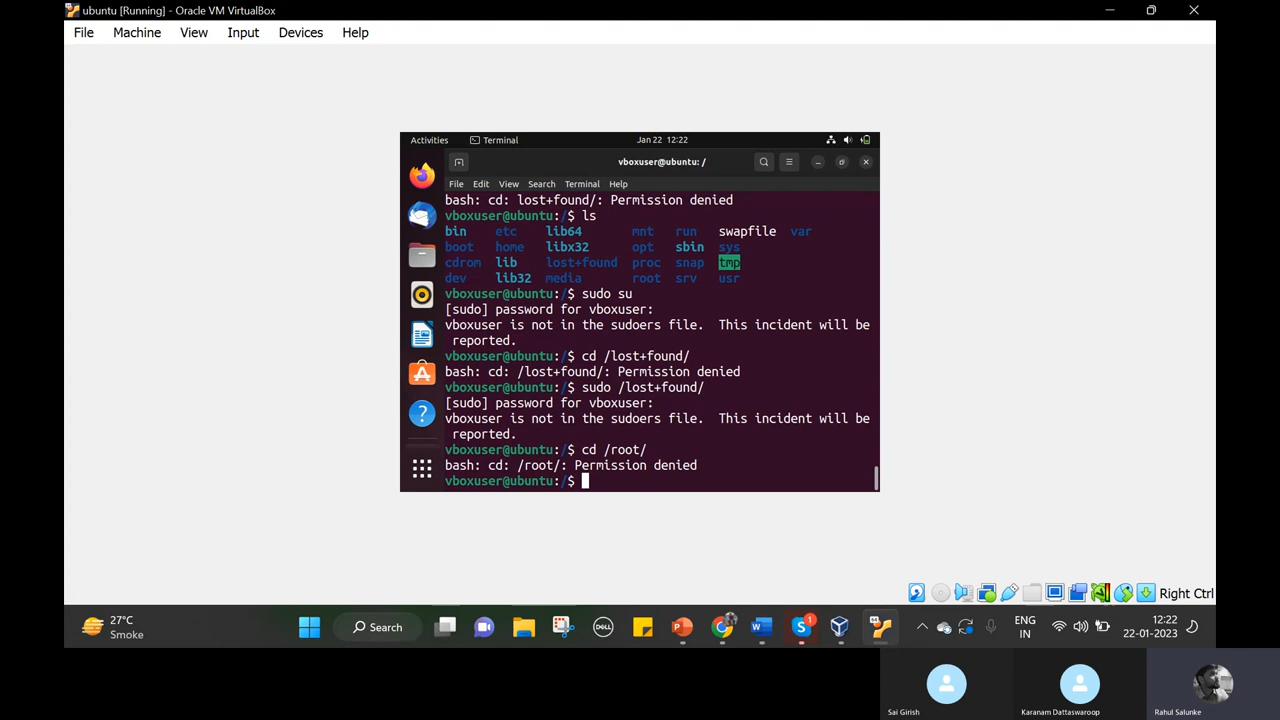 ubuntu [Running] - Oracle VM VirtualBox
File Machine View Input Devices Help
Activities Terminal Jan 22 12:22
vboxuser@ubuntu: /
File Edit View Search Terminal Help
bash: cd: lost+found/: Permission denied
vboxuser@ubuntu:/$ ls
bin etc lib64 mnt run swapfile var
boot home libx32 opt sbin sys
cdrom lib lost+found proc snap tmp
dev lib32 media root srv usr
vboxuser@ubuntu:/$ sudo su
[sudo] password for vboxuser:
vboxuser is not in the sudoers file.  This incident will be
reported.
vboxuser@ubuntu:/$ cd /lost+found/
bash: cd: /lost+found/: Permission denied
vboxuser@ubuntu:/$ sudo /lost+found/
[sudo] password for vboxuser:
vboxuser is not in the sudoers file.  This incident will be
reported.
vboxuser@ubuntu:/$ cd /root/
bash: cd: /root/: Permission denied
vboxuser@ubuntu:/$
Right Ctrl
27°C
Smoke
Search
DELL
1
ENG
IN
12:22
22-01-2023
Sai Girish Karanam Dattaswaroop Rahul Salunke